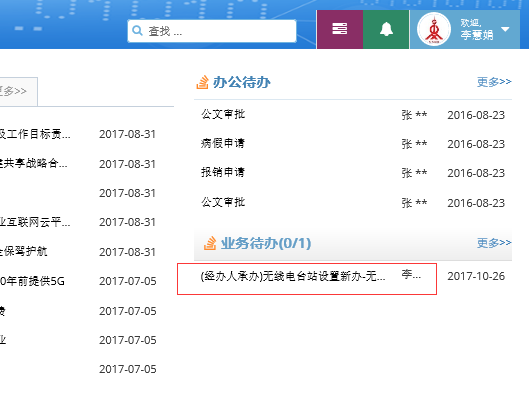 查找 ...
欢迎,
李慧娟
更多>>
及工作目标责...
2017-08-31
建共享战略合...
2017-08-31
2017-08-31
业互联网云平...
2017-08-31
全保驾护航
2017-08-31
0年前提供5G
2017-07-05
费
2017-07-05
业
2017-07-05
2017-07-05
办公待办
更多>>
公文审批 张 ** 2016-08-23
病假申请 张 ** 2016-08-23
报销申请 张 ** 2016-08-23
公文审批 张 ** 2016-08-23
业务待办(0/1)
更多>>
(经办人承办)无线电台站设置新办-无... 李... 2017-10-26